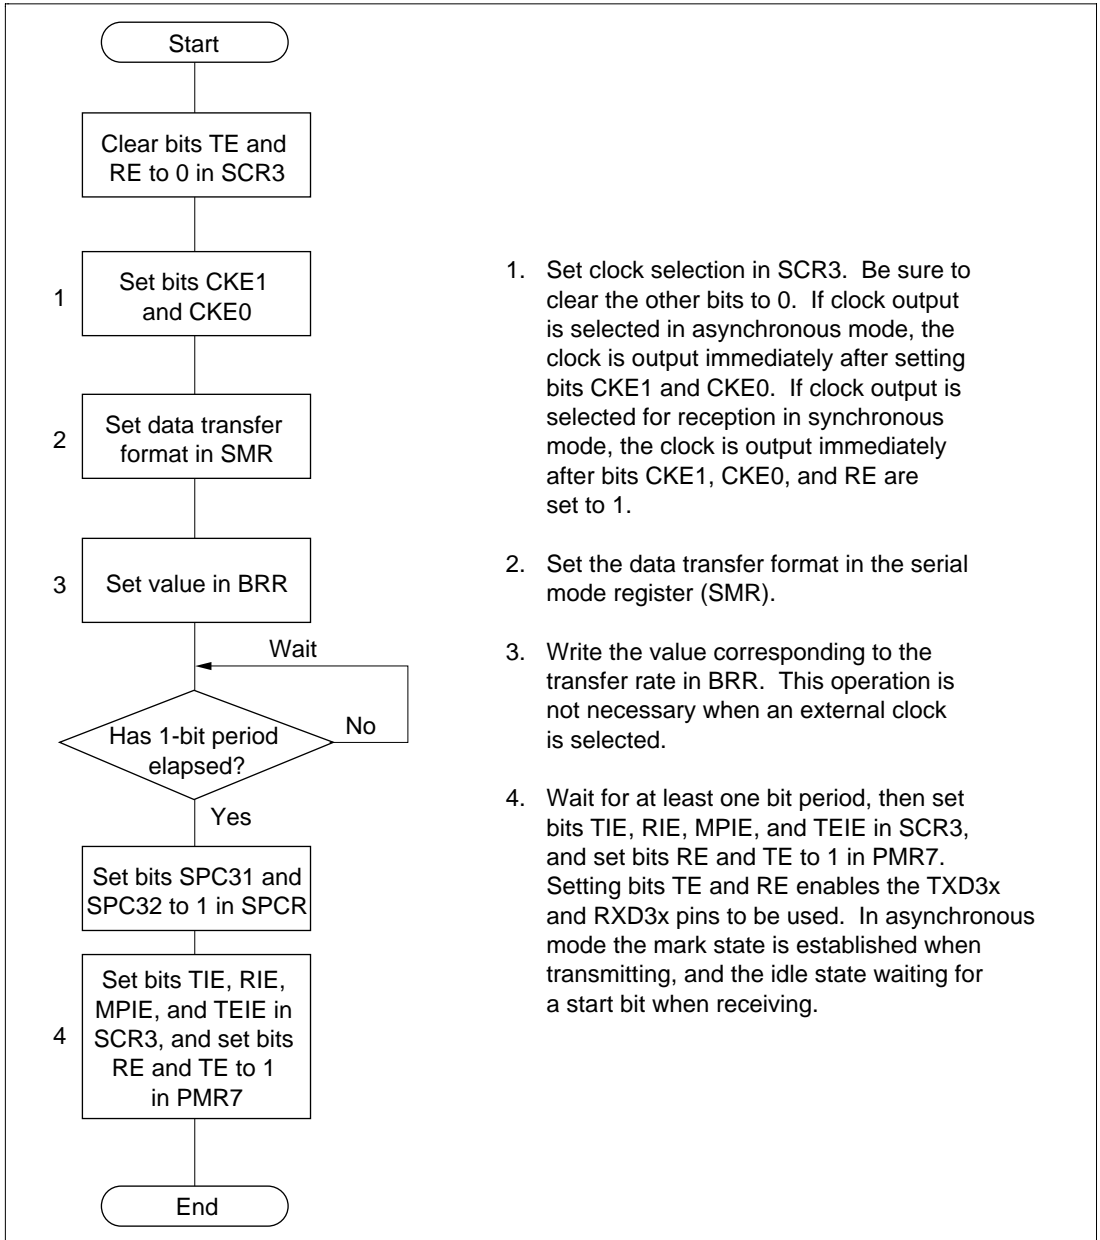 Start
Clear bits TE and
RE to 0 in SCR3
1
Set bits CKE1
and CKE0
2
Set data transfer
format in SMR
3
Set value in BRR
Wait
Has 1-bit period
elapsed?
No
Yes
Set bits SPC31 and
SPC32 to 1 in SPCR
4
Set bits TIE, RIE,
MPIE, and TEIE in
SCR3, and set bits
RE and TE to 1
in PMR7
End
1. Set clock selection in SCR3. Be sure to
clear the other bits to 0. If clock output
is selected in asynchronous mode, the
clock is output immediately after setting
bits CKE1 and CKE0. If clock output is
selected for reception in synchronous
mode, the clock is output immediately
after bits CKE1, CKE0, and RE are
set to 1.
2. Set the data transfer format in the serial
mode register (SMR).
3. Write the value corresponding to the
transfer rate in BRR. This operation is
not necessary when an external clock
is selected.
4. Wait for at least one bit period, then set
bits TIE, RIE, MPIE, and TEIE in SCR3,
and set bits RE and TE to 1 in PMR7.
Setting bits TE and RE enables the TXD3x
and RXD3x pins to be used. In asynchronous
mode the mark state is established when
transmitting, and the idle state waiting for
a start bit when receiving.